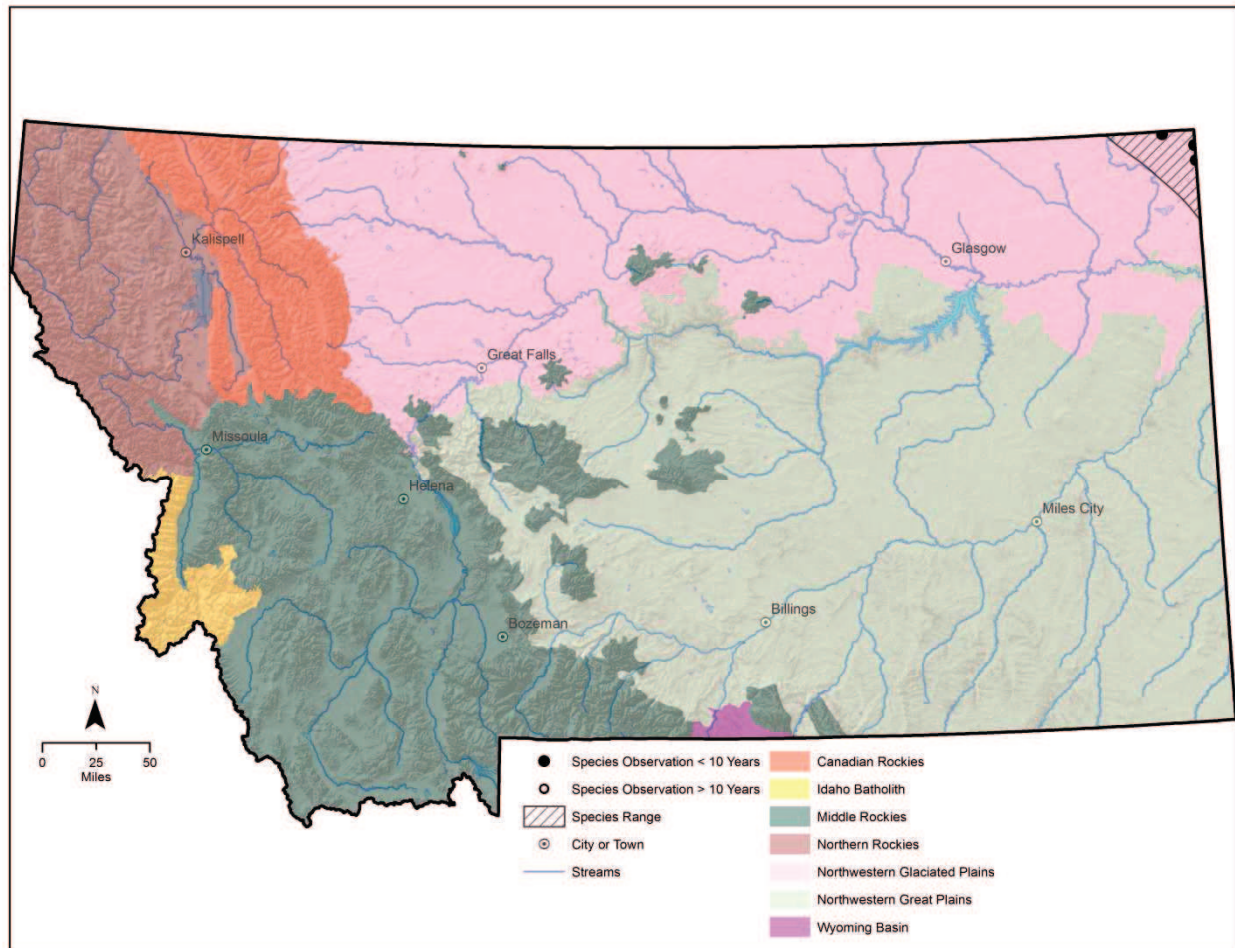 Kalispell
Glasgow
Great Falls
Missoula
Helena
Miles City
Billings
Bozeman
N
0 25 50
Miles
Species Observation < 10 Years
Species Observation > 10 Years
Species Range
City or Town
Streams
Canadian Rockies
Idaho Batholith
Middle Rockies
Northern Rockies
Northwestern Glaciated Plains
Northwestern Great Plains
Wyoming Basin